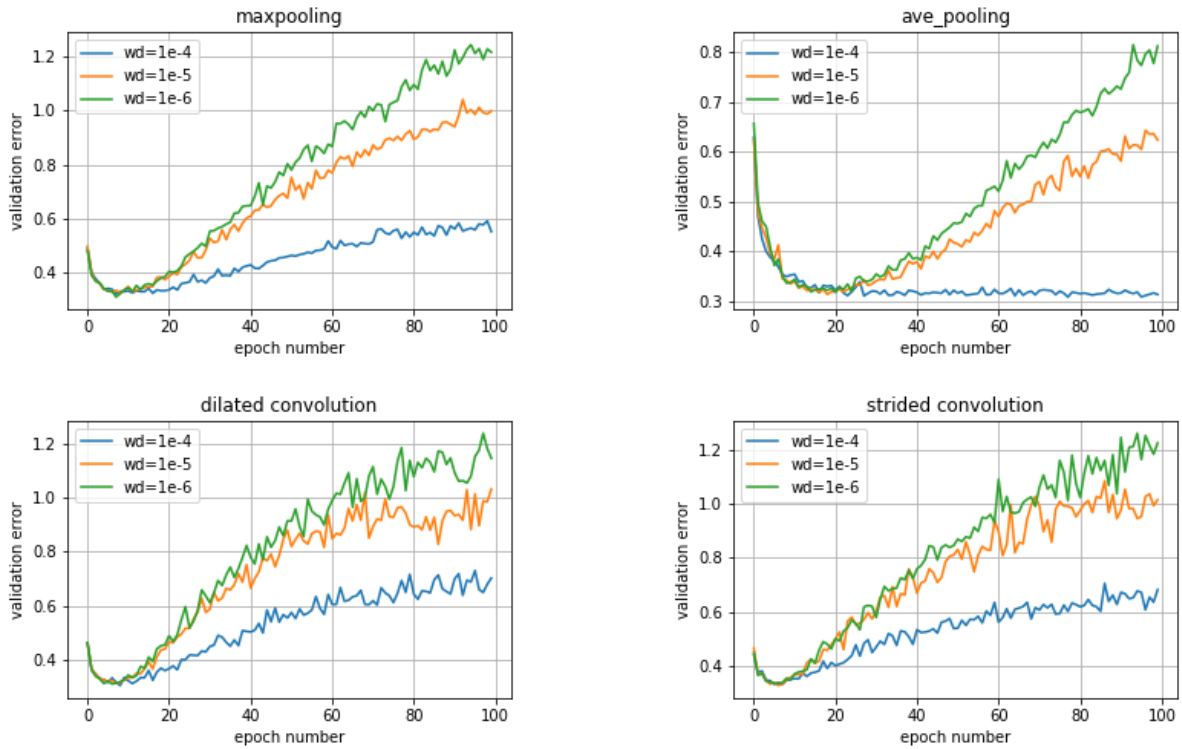 maxpooling
validation error
1.2
1.0
0.8
0.6
0.4
wd=1e-4
wd=1e-5
wd=1e-6
0 20 40 60 80 100
epoch number
ave_pooling
validation error
0.8
0.7
0.6
0.5
0.4
0.3
wd=1e-4
wd=1e-5
wd=1e-6
0 20 40 60 80 100
epoch number
dilated convolution
validation error
1.2
1.0
0.8
0.6
0.4
wd=1e-4
wd=1e-5
wd=1e-6
0 20 40 60 80 100
epoch number
strided convolution
validation error
1.2
1.0
0.8
0.6
0.4
wd=1e-4
wd=1e-5
wd=1e-6
0 20 40 60 80 100
epoch number